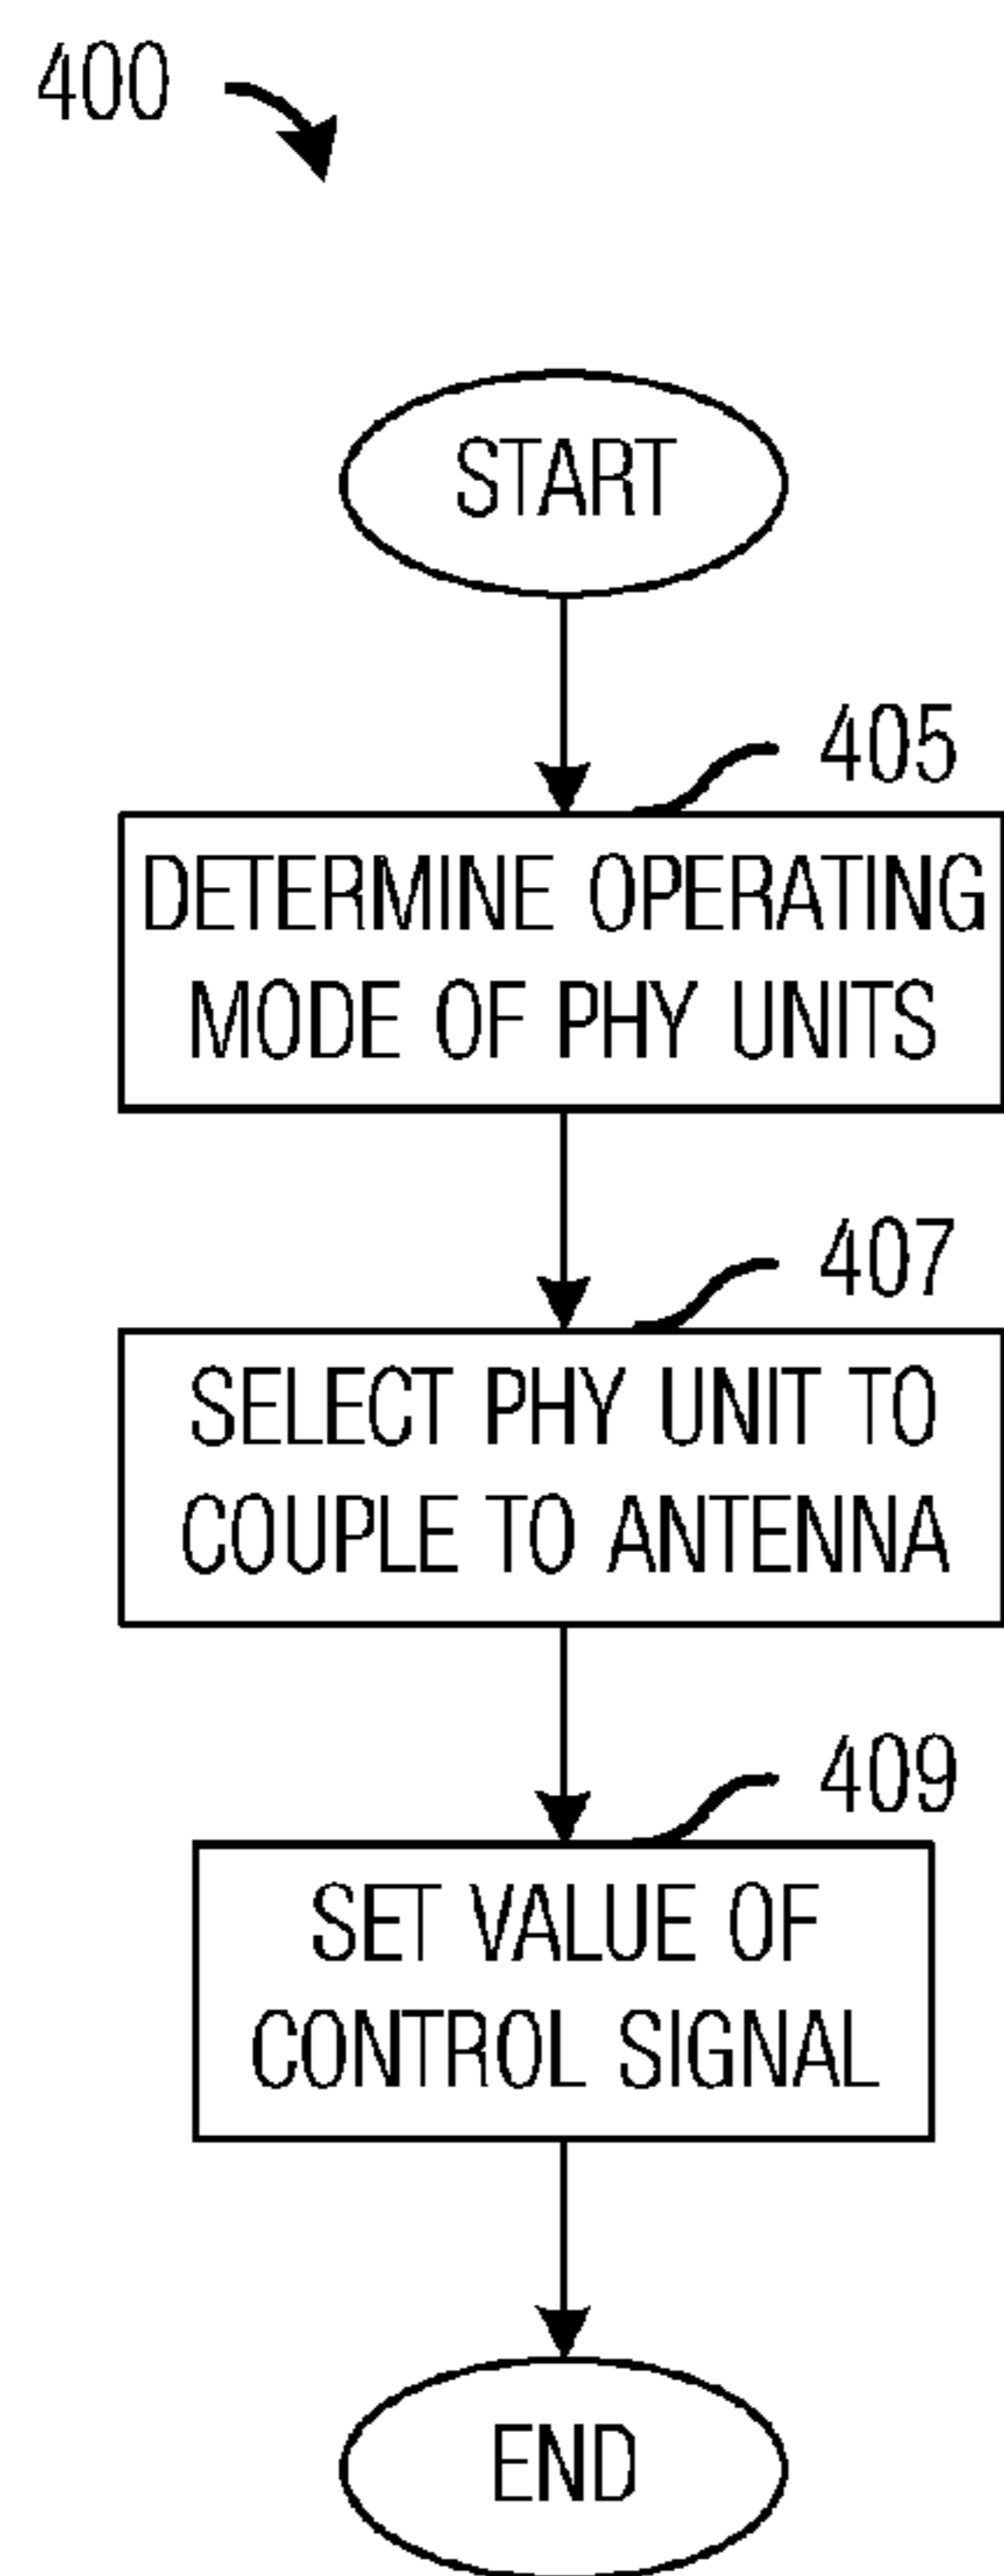 400
START
405
DETERMINE OPERATING
MODE OF PHY UNITS
407
SELECT PHY UNIT TO
COUPLE TO ANTENNA
409
SET VALUE OF
CONTROL SIGNAL
END